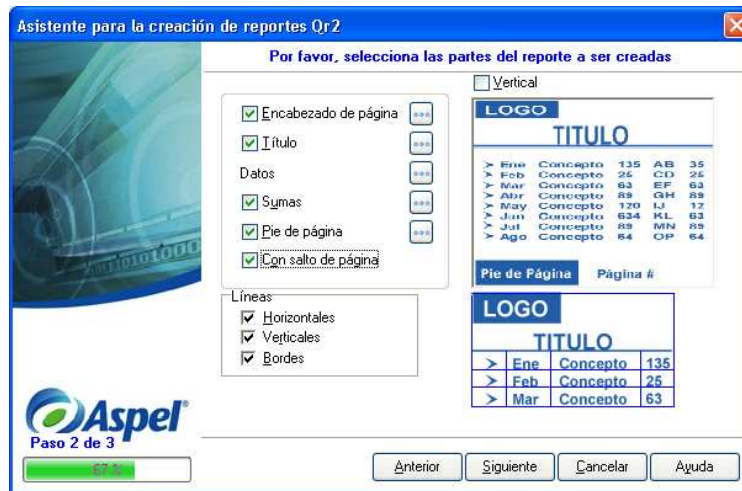 Asistente para la creación de reportes Qr2
Por favor, selecciona las partes del reporte a ser creadas
Vertical
Encabezado de página
Título
Datos
Sumas
Pie de página
Con salto de página
Líneas
Horizontales
Verticales
Bordes
LOGO
TITULO
Ene Concepto 135 AB 35
Feb Concepto 25 CD 25
Mar Concepto 63 EF 63
Abr Concepto 89 GH 89
May Concepto 120 IJ 12
Jun Concepto 634 KL 63
Jul Concepto 89 MN 89
Ago Concepto 64 OP 64
Pie de Página Página #
LOGO
TITULO
Ene Concepto 135
Feb Concepto 25
Mar Concepto 63
Aspel
Paso 2 de 3
67 %
Anterior Siguiente Cancelar Ayuda